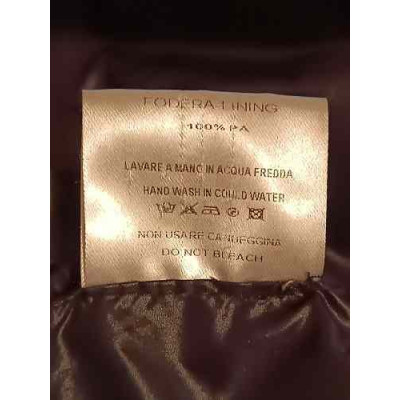 FODERA-LINING
100% PA
LAVARE A MANO IN ACQUA FREDDA
HAND WASH IN COULD WATER
NON USARE CANDEGGINA
DO NOT BLEACH